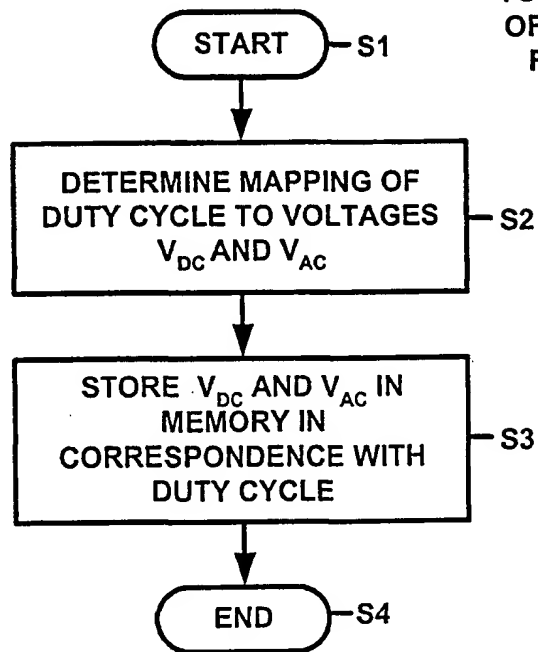 OF
START
S1
DETERMINE MAPPING OF
DUTY CYCLE TO VOLTAGES
V_DC AND V_AC
S2
STORE V_DC AND V_AC IN
MEMORY IN
CORRESPONDENCE WITH
DUTY CYCLE
S3
END
S4